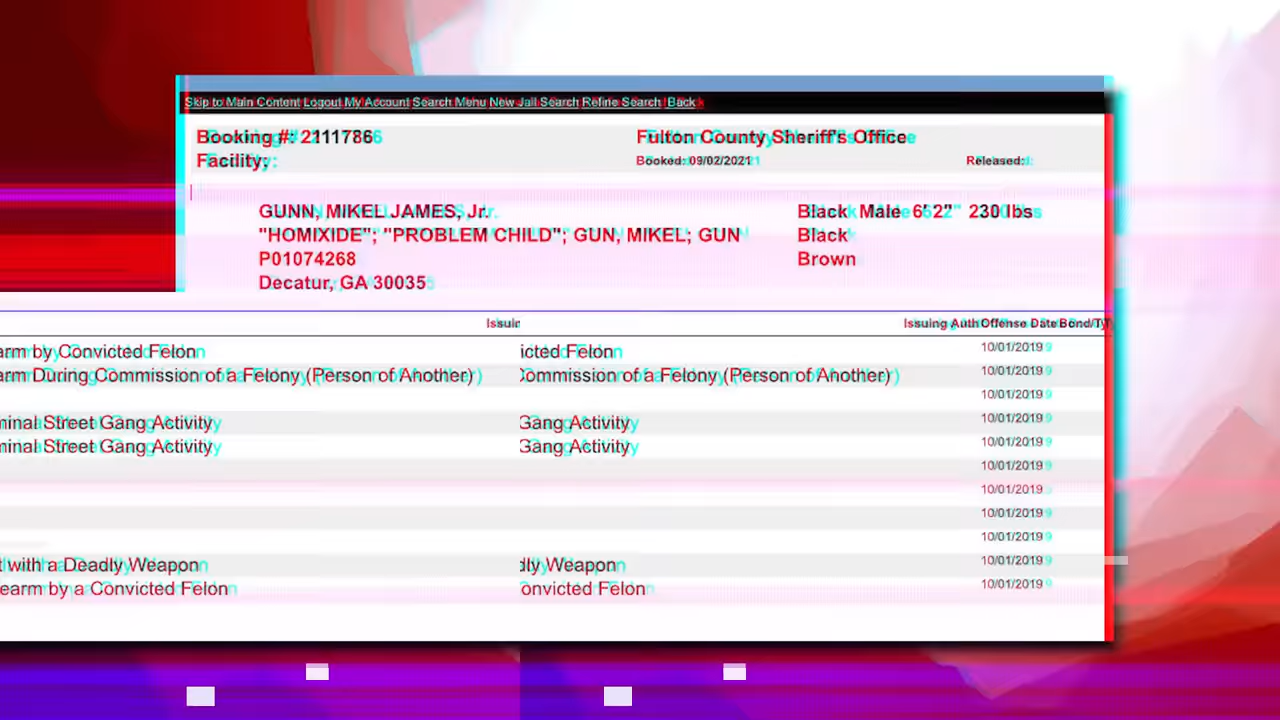 Skip to Main Content Logout My Account Search Menu New Jail Search Refine Search Back
Booking #: 2111786 Fulton County Sheriff's Office
Facility: Booked: 09/02/2021 Released:
GUNN, MIKEL JAMES, Jr. Black Male 6' 2" 230 lbs
"HOMIXIDE"; "PROBLEM CHILD"; GUN, MIKEL; GUN Black
P01074268 Brown
Decatur, GA 30035
Issuin Issuing Auth Offense Date Bond/Ty
arm by Convicted Felon icted Felon 10/01/2019
arm During Commission of a Felony (Person of Another) Commission of a Felony (Person of Another) 10/01/2019
10/01/2019
minal Street Gang Activity Gang Activity 10/01/2019
minal Street Gang Activity Gang Activity 10/01/2019
10/01/2019
10/01/2019
10/01/2019
10/01/2019
t with a Deadly Weapon dly Weapon 10/01/2019
earm by a Convicted Felon onvicted Felon 10/01/2019